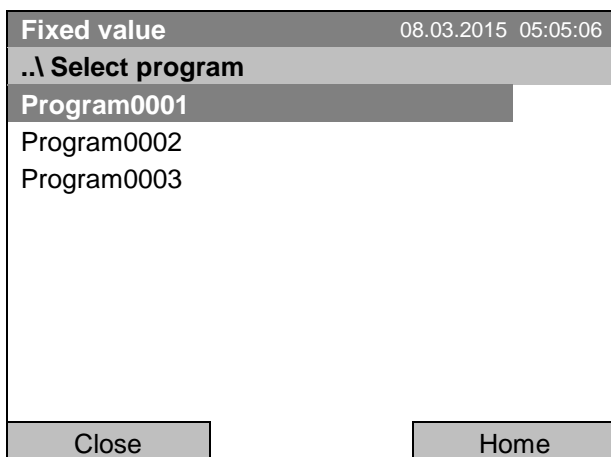 Fixed value 08.03.2015 05:05:06
..\ Select program
Program0001
Program0002
Program0003
Close Home